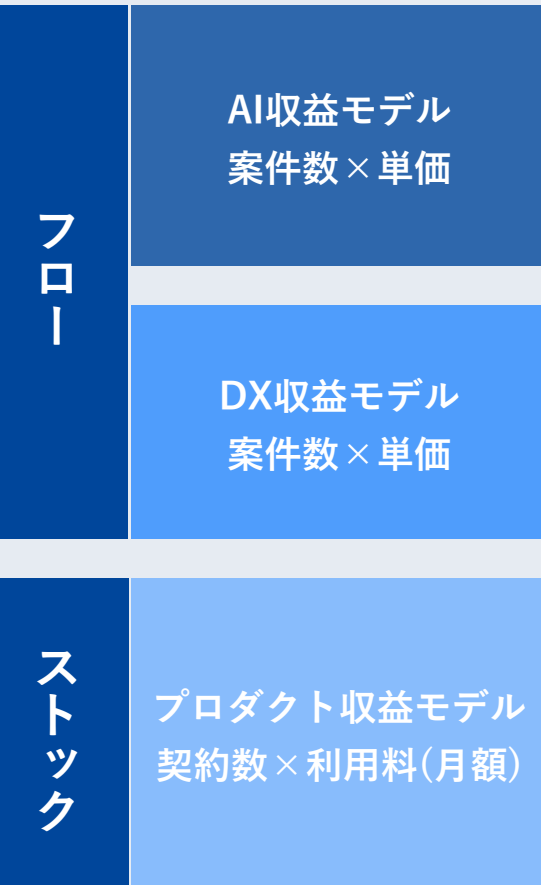 フロー
AI収益モデル
案件数×単価
DX収益モデル
案件数×単価
ストック
プロダクト収益モデル
契約数×利用料(月額)